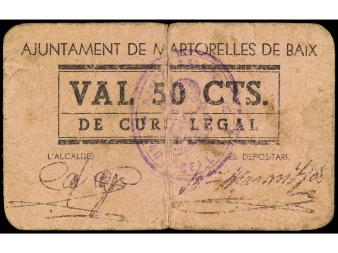 AJUNTAMENT DE MARTORELLES DE BAIX
VAL 50 CTS.
DE CURS LEGAL
L'ALCALDE
EL DEPOSITARI,